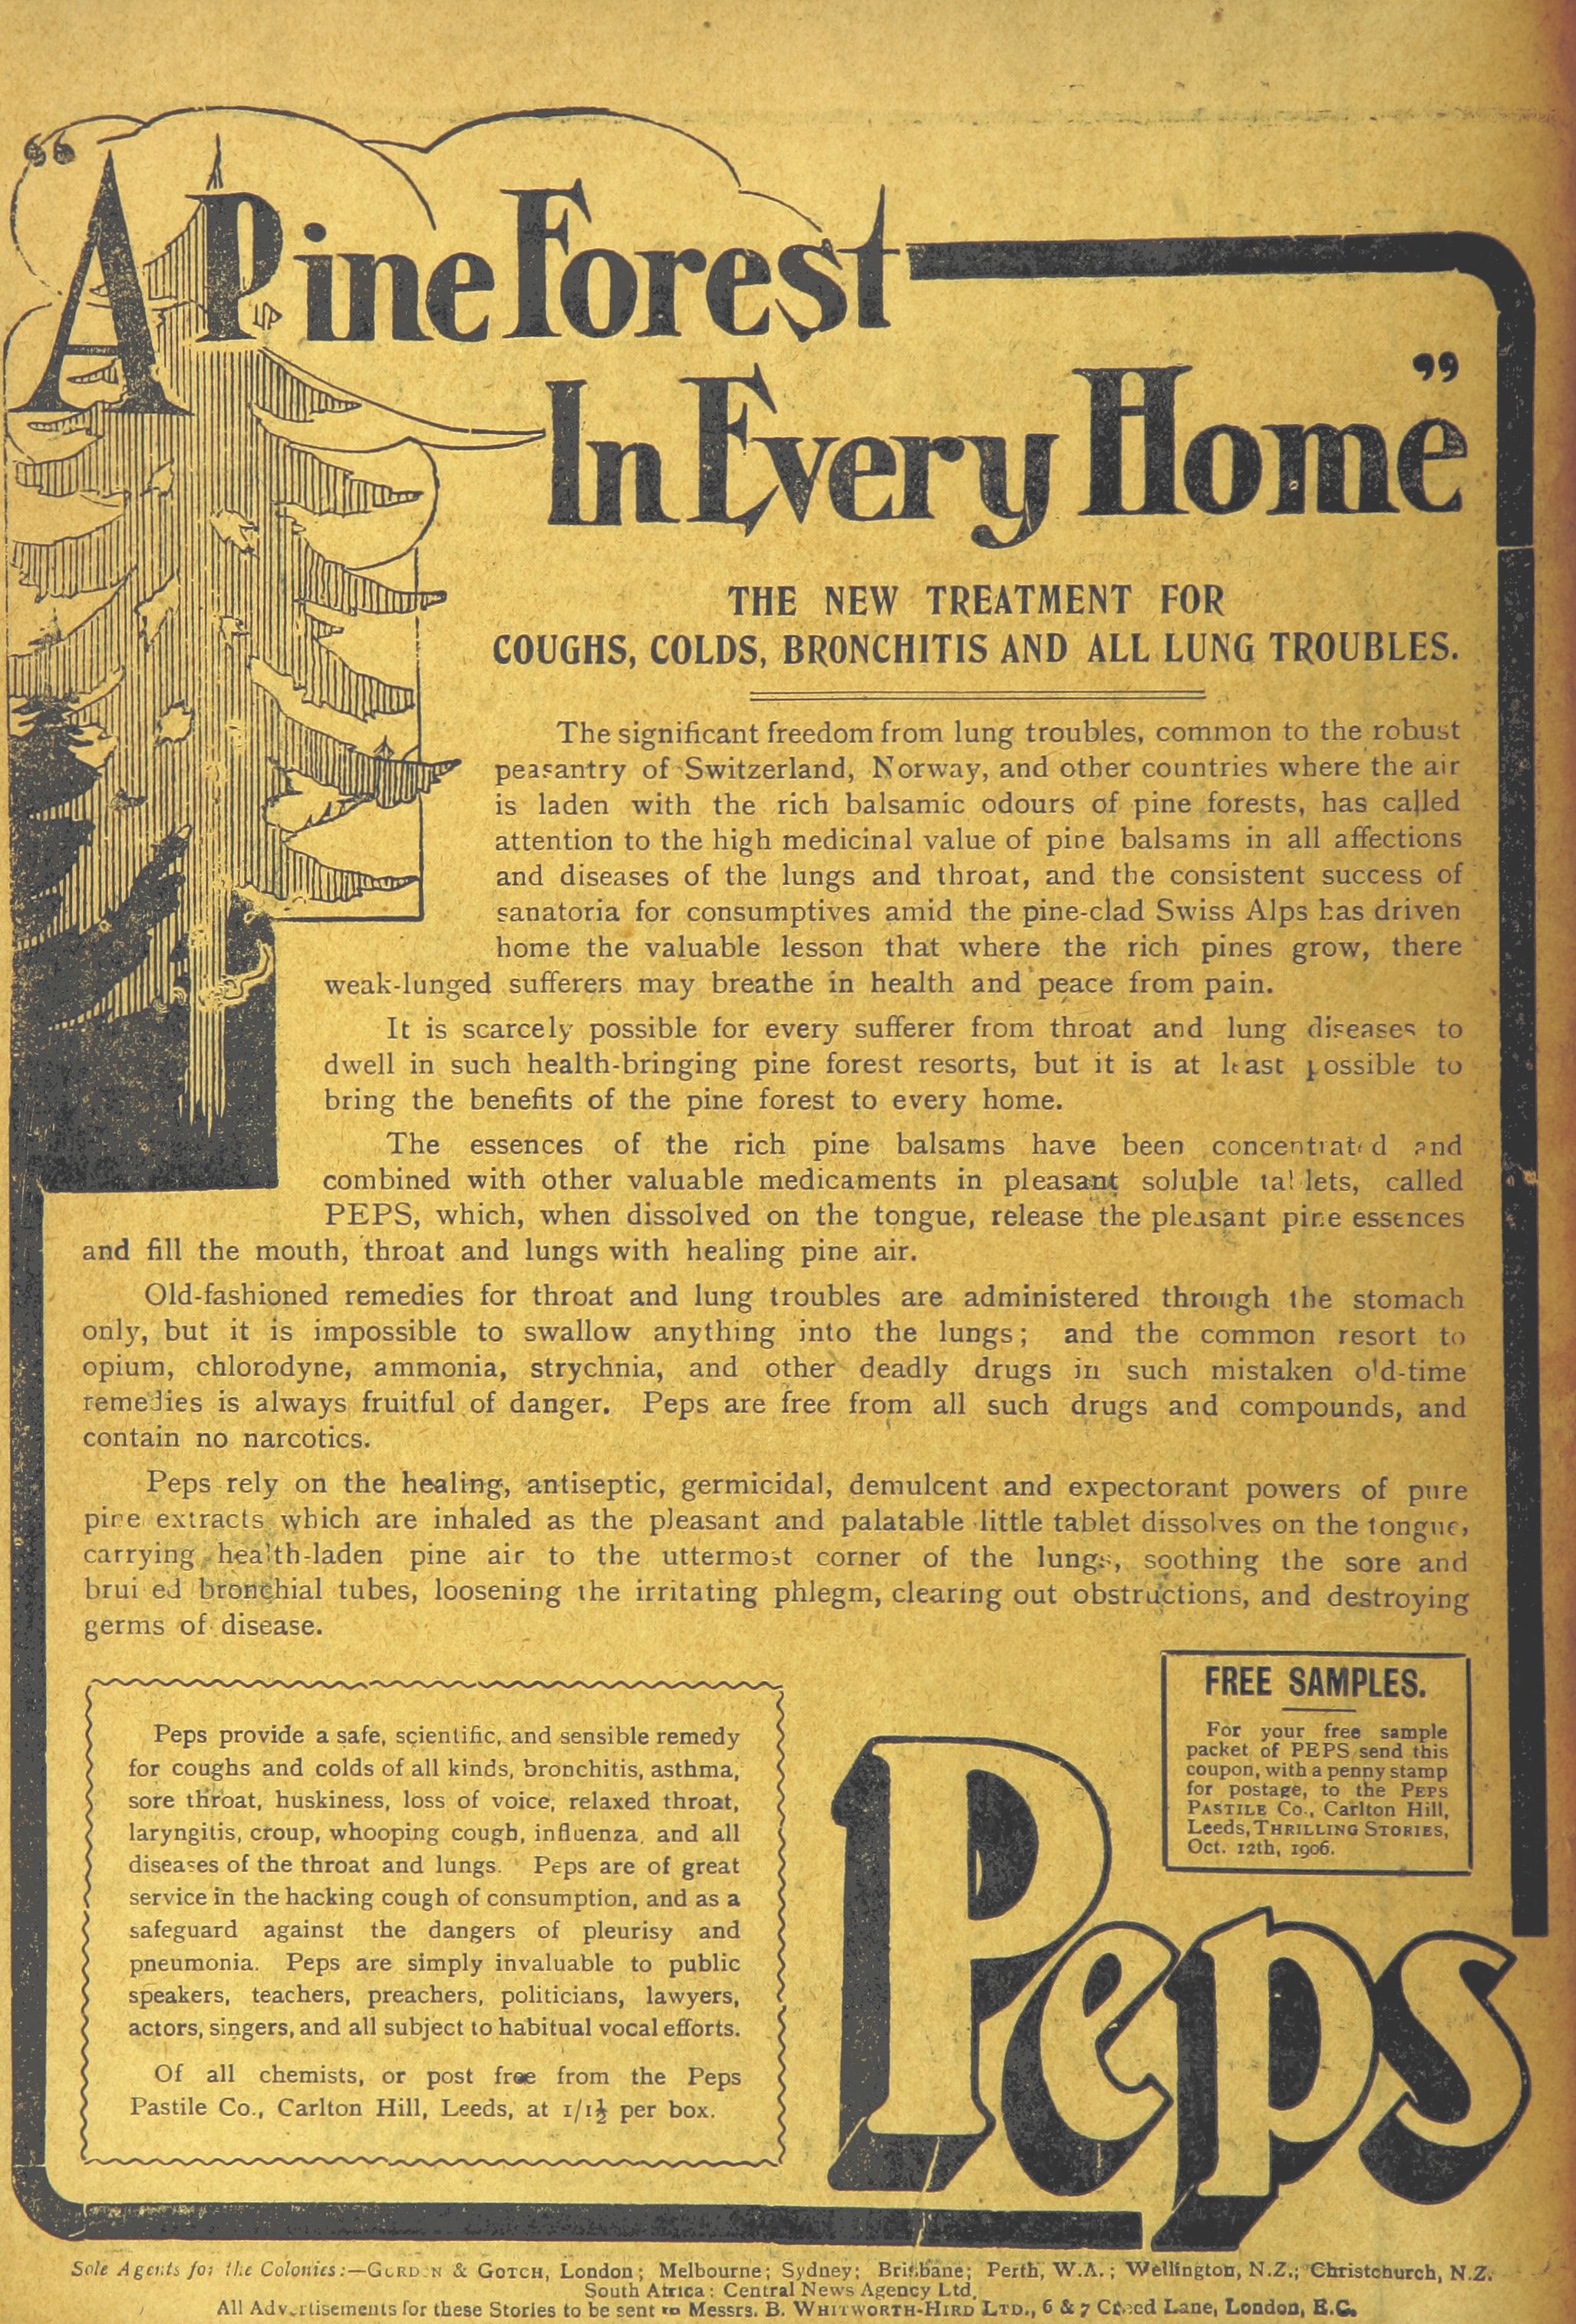 “A Pine Forest
In Every Home”
THE NEW TREATMENT FOR
COUGHS, COLDS, BRONCHITIS AND ALL LUNG TROUBLES.
The significant freedom from lung troubles, common to the robust
peasantry of Switzerland, Norway, and other countries where the air
is laden with the rich balsamic odours of pine forests, has called
attention to the high medicinal value of pine balsams in all affections
and diseases of the lungs and throat, and the consistent success of
sanatoria for consumptives amid the pine-clad Swiss Alps has driven
home the valuable lesson that where the rich pines grow, there
weak-lunged sufferers may breathe in health and peace from pain.
It is scarcely possible for every sufferer from throat and lung diseases to
dwell in such health-bringing pine forest resorts, but it is at least possible to
bring the benefits of the pine forest to every home.
The essences of the rich pine balsams have been concentrated and
combined with other valuable medicaments in pleasant soluble tablets, called
PEPS, which, when dissolved on the tongue, release the pleasant pine essences
and fill the mouth, throat and lungs with healing pine air.
Old-fashioned remedies for throat and lung troubles are administered through the stomach
only, but it is impossible to swallow anything into the lungs; and the common resort to
opium, chlorodyne, ammonia, strychnia, and other deadly drugs in such mistaken old-time
remedies is always fruitful of danger. Peps are free from all such drugs and compounds, and
contain no narcotics.
Peps rely on the healing, antiseptic, germicidal, demulcent and expectorant powers of pure
pine extracts which are inhaled as the pleasant and palatable little tablet dissolves on the tongue,
carrying health-laden pine air to the uttermost corner of the lungs, soothing the sore and
bruised bronchial tubes, loosening the irritating phlegm, clearing out obstructions, and destroying
germs of disease.
Peps provide a safe, scientific, and sensible remedy
for coughs and colds of all kinds, bronchitis, asthma,
sore throat, huskiness, loss of voice, relaxed throat,
laryngitis, croup, whooping cough, influenza, and all
diseases of the throat and lungs. Peps are of great
service in the hacking cough of consumption, and as a
safeguard against the dangers of pleurisy and
pneumonia. Peps are simply invaluable to public
speakers, teachers, preachers, politicians, lawyers,
actors, singers, and all subject to habitual vocal efforts.
Of all chemists, or post free from the Peps
Pastile Co., Carlton Hill, Leeds, at 1/1½ per box.
FREE SAMPLES.
For your free sample
packet of PEPS send this
coupon, with a penny stamp
for postage, to the PEPS
PASTILE Co., Carlton Hill,
Leeds, THRILLING STORIES,
Oct. 12th, 1906.
Peps
Sole Agents for the Colonies:—GORDON & GOTCH, London; Melbourne; Sydney; Brisbane; Perth, W.A.; Wellington, N.Z.; Christchurch, N.Z.
South Africa: Central News Agency Ltd.
All Advertisements for these Stories to be sent to Messrs. B. WHITWORTH-HIRD LTD., 6 & 7 Creed Lane, London, E.C.